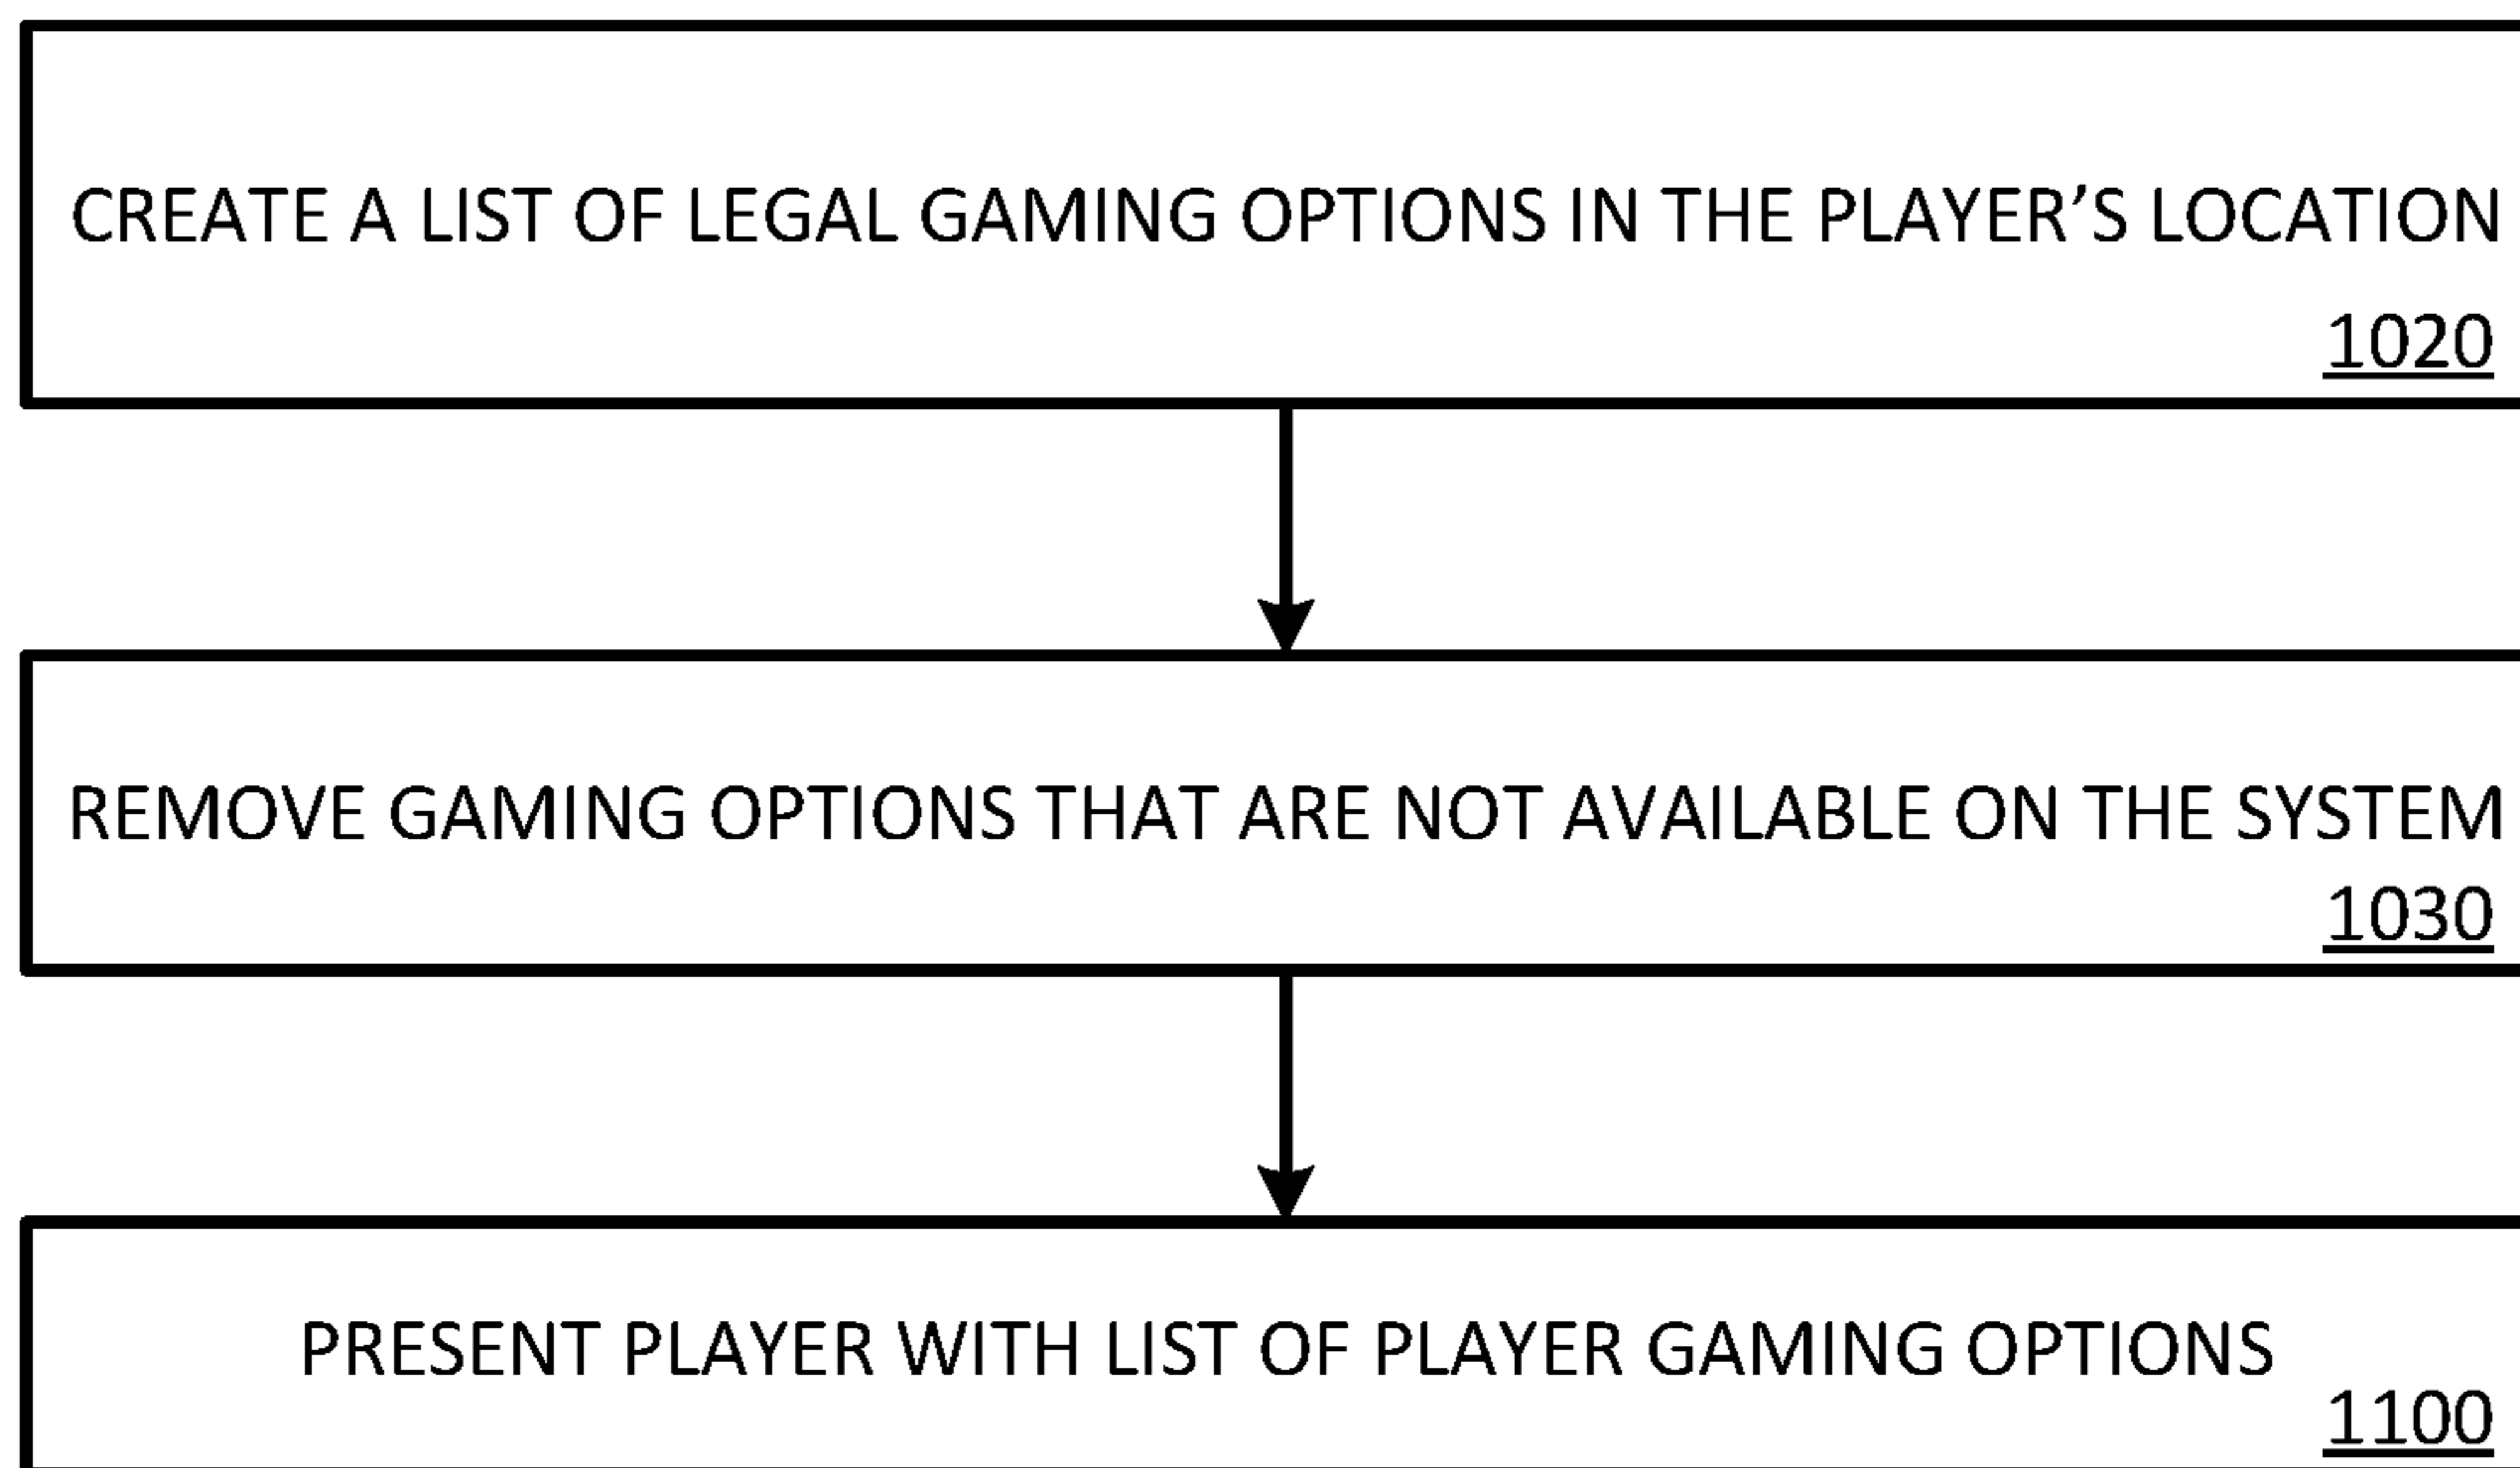 CREATE A LIST OF LEGAL GAMING OPTIONS IN THE PLAYER’S LOCATION
1020
REMOVE GAMING OPTIONS THAT ARE NOT AVAILABLE ON THE SYSTEM
1030
PRESENT PLAYER WITH LIST OF PLAYER GAMING OPTIONS
1100